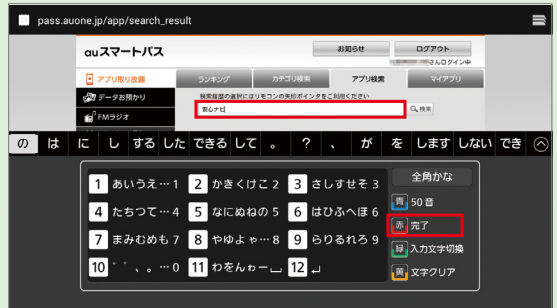 pass.auone.jp/app/search_result
auスマートパス
お知らせ ログアウト
さんログイン中
アプリ取り放題 ランキング カテゴリ検索 アプリ検索 マイアプリ
データお預かり 検索履歴の選択にはリモコンの矢印ポインタをご利用ください
安心ナビ 検索
FMラジオ
の は に し する した できる して 。 ? 、 が を します しない でき
1 あいうえ…1 2 かきくけこ2 3 さしすせそ3 全角かな
4 たちつて…4 5 なにぬねの5 6 はひふへほ6 青 50音
赤 完了
7 まみむめも7 8 やゆよゃ…8 9 らりるれろ9 緑 入力文字切換
10 ゛゜、。…0 11 わをんゎー␣ 12 ↵ 黄 文字クリア